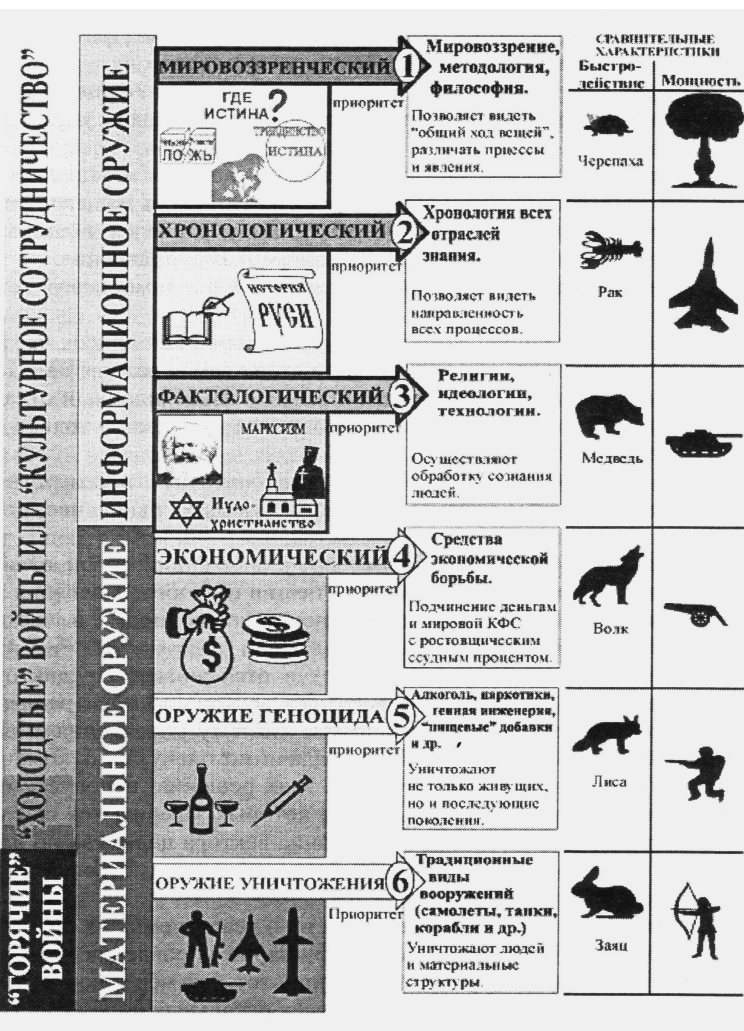 “ХОЛОДНЫЕ” ВОЙНЫ ИЛИ “КУЛЬТУРНОЕ СОТРУДНИЧЕСТВО”
“ГОРЯЧИЕ”
ВОЙНЫ
ИНФОРМАЦИОННОЕ ОРУЖИЕ
МАТЕРИАЛЬНОЕ ОРУЖИЕ
СРАВНИТЕЛЬНЫЕ
ХАРАКТЕРИСТИКИ
Быстро-
действие
Мощность
МИРОВОЗЗРЕНЧЕСКИЙ 1
приоритет
ГДЕ
ИСТИНА?
ЛОЖЬ
ТРИЕДИНСТВО
ИСТИНА
Мировоззрение,
методология,
философия.
Позволяет видеть
“общий ход вещей”,
различать
и явления.
Черепаха
ХРОНОЛОГИЧЕСКИЙ 2
приоритет
ИСТОРИЯ
РУСИ
Хронология всех
отраслей
знания.
Позволяет видеть
направленность
всех процессов.
Рак
ФАКТОЛОГИЧЕСКИЙ 3
приоритет
МАРКСИЗМ
Иудо-
христианство
Религии,
идеологии,
технологии.
Осуществляют
обработку сознания
людей.
Медведь
ЭКОНОМИЧЕСКИЙ 4
приоритет
$
$
$
Средства
экономической
борьбы.
Подчинение деньгам
и мировой КФС
с ростовщическим
ссудным процентом.
Волк
ОРУЖИЕ ГЕНОЦИДА 5
приоритет
Алкоголь, наркотики,
генная инженерия,
“пищевые” добавки
и др.
Уничтожают
не только живущих,
но и последующие
поколения.
Лиса
ОРУЖИЕ УНИЧТОЖЕНИЯ 6
Приоритет
Традиционные
виды
вооружений
(самолеты, танки,
корабли и др.)
Уничтожают людей
и материальные
структуры.
Заяц